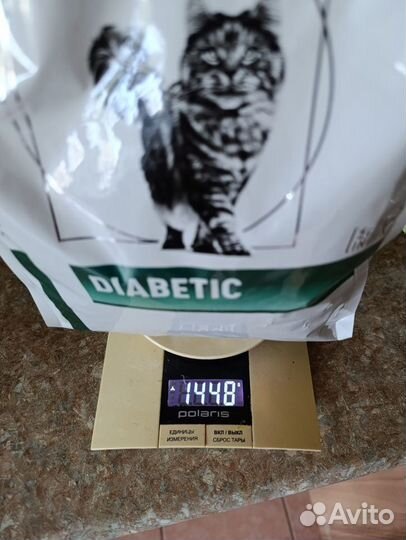 DIABETIC
1448
polaris
ЕДИНИЦЫ
ИЗМЕРЕНИЯ
ВКЛ / ВЫКЛ
СБРОС ТАРЫ
Avito